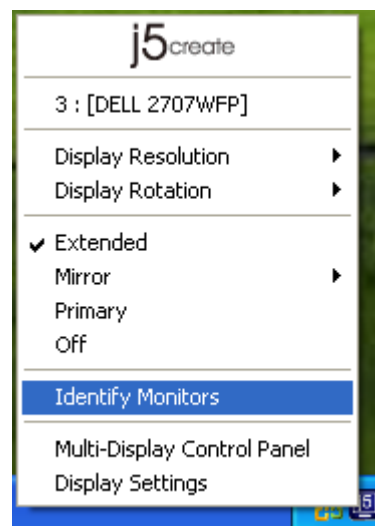 j5create
3 : [DELL 2707WFP]
Display Resolution
Display Rotation
Extended
Mirror
Primary
Off
Identify Monitors
Multi-Display Control Panel
Display Settings
j5